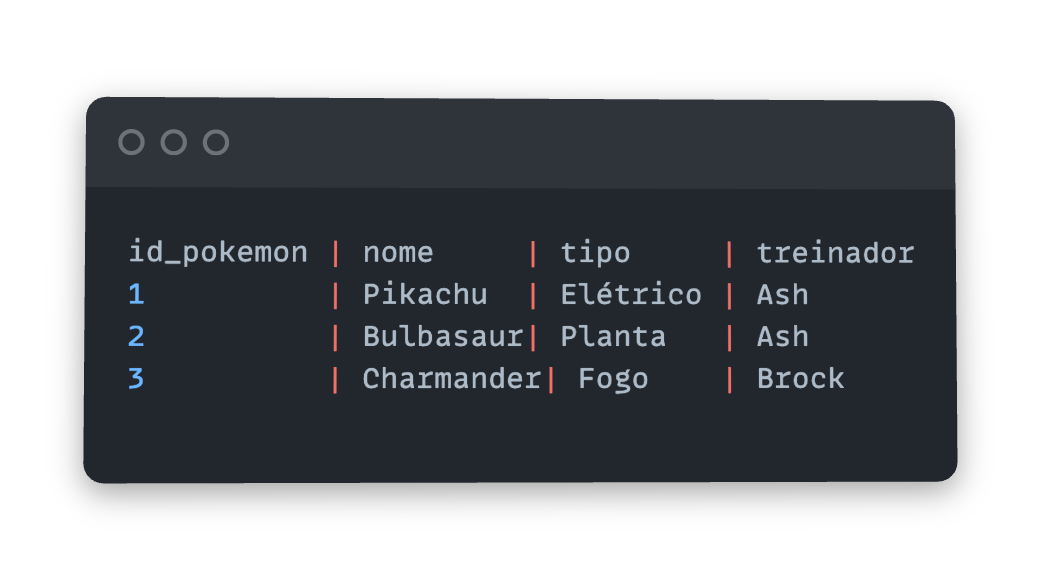 id_pokemon | nome     | tipo     | treinador
1          | Pikachu  | Elétrico | Ash
2          | Bulbasaur| Planta   | Ash
3          | Charmander| Fogo    | Brock